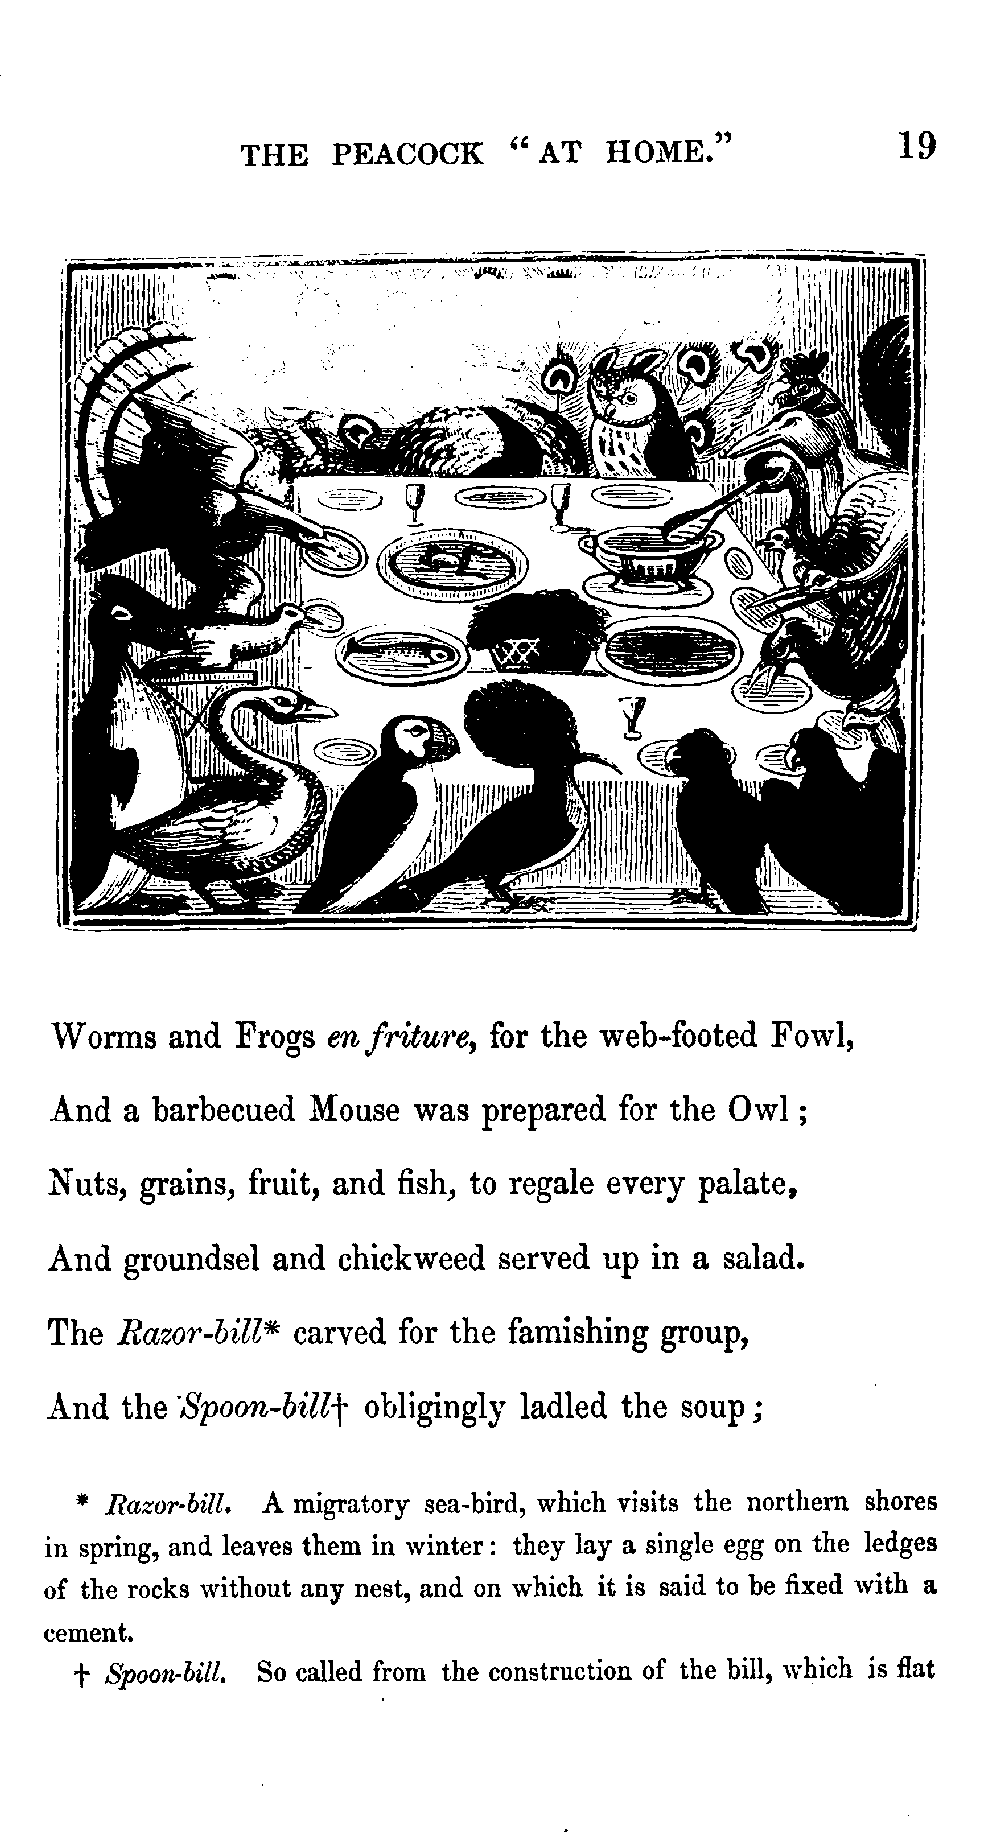 THE PEACOCK “AT HOME.” 19
Worms and Frogs en friture, for the web-footed Fowl,
And a barbecued Mouse was prepared for the Owl;
Nuts, grains, fruit, and fish, to regale every palate,
And groundsel and chickweed served up in a salad.
The Razor-bill* carved for the famishing group,
And the Spoon-bill† obligingly ladled the soup;
* Razor-bill. A migratory sea-bird, which visits the northern shores
in spring, and leaves them in winter: they lay a single egg on the ledges
of the rocks without any nest, and on which it is said to be fixed with a
cement.
† Spoon-bill. So called from the construction of the bill, which is flat